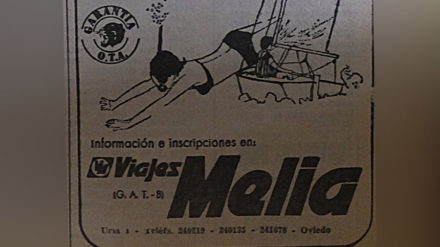 GARANTIA
O.T.A.
Información e inscripciones en:
Viajes Melia
(G. A. T. - 8)
Uría 1 - Teléfs. 240219 - 240135 - 241678 - Oviedo